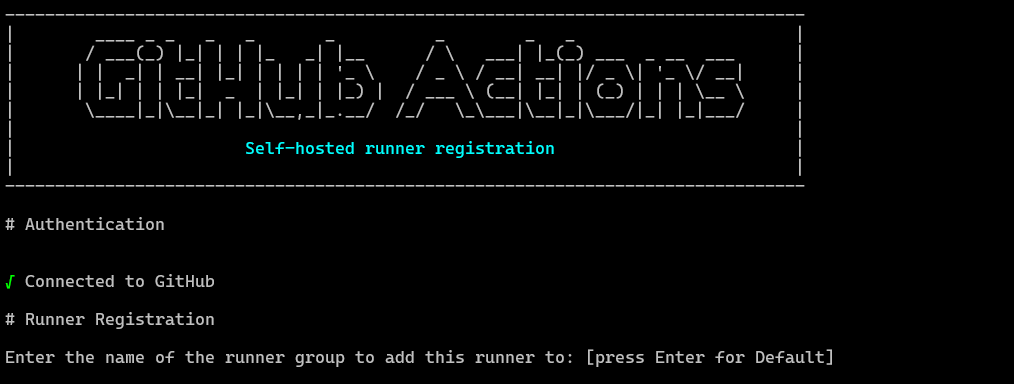 GitHub Actions
Self-hosted runner registration
# Authentication
√ Connected to GitHub
# Runner Registration
Enter the name of the runner group to add this runner to: [press Enter for Default]